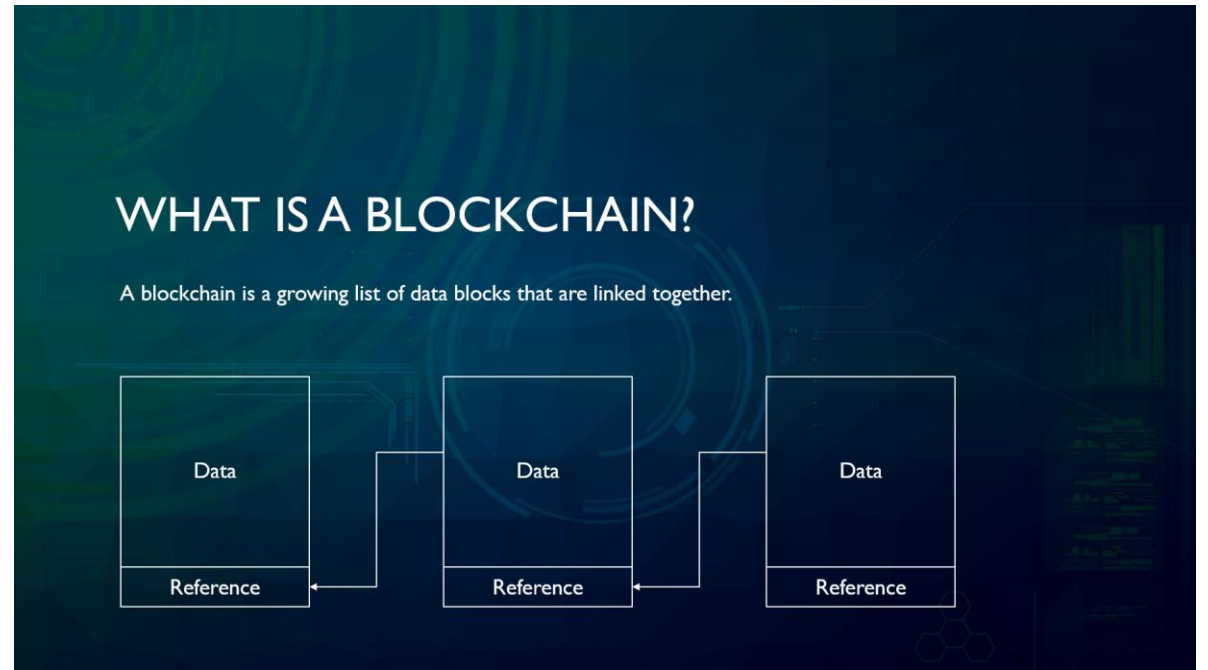 WHAT IS A BLOCKCHAIN?
A blockchain is a growing list of data blocks that are linked together.
Data
Data
Data
Reference
Reference
Reference